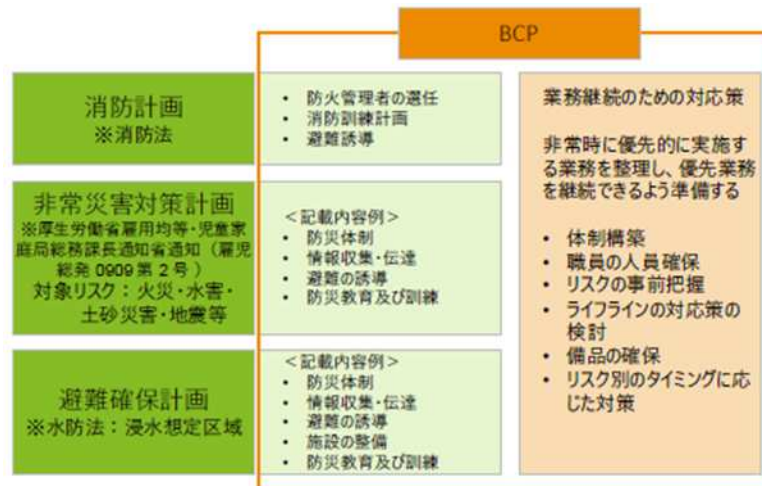 BCP
消防計画
※消防法
• 防火管理者の選任
• 消防訓練計画
• 避難誘導
非常災害対策計画
※厚生労働省雇用均等・児童家
庭局総務課長通知省通知（雇児
総発 0909 第 2 号）
対象リスク：火災・水害・
土砂災害・地震等
＜記載内容例＞
• 防災体制
• 情報収集・伝達
• 避難の誘導
• 防災教育及び訓練
避難確保計画
※水防法：浸水想定区域
＜記載内容例＞
• 防災体制
• 情報収集・伝達
• 避難の誘導
• 施設の整備
• 防災教育及び訓練
業務継続のための対応策
非常時に優先的に実施す
る業務を整理し、優先業務
を継続できるよう準備する
• 体制構築
• 職員の人員確保
• リスクの事前把握
• ライフラインの対応策の
検討
• 備品の確保
• リスク別のタイミングに応
じた対策